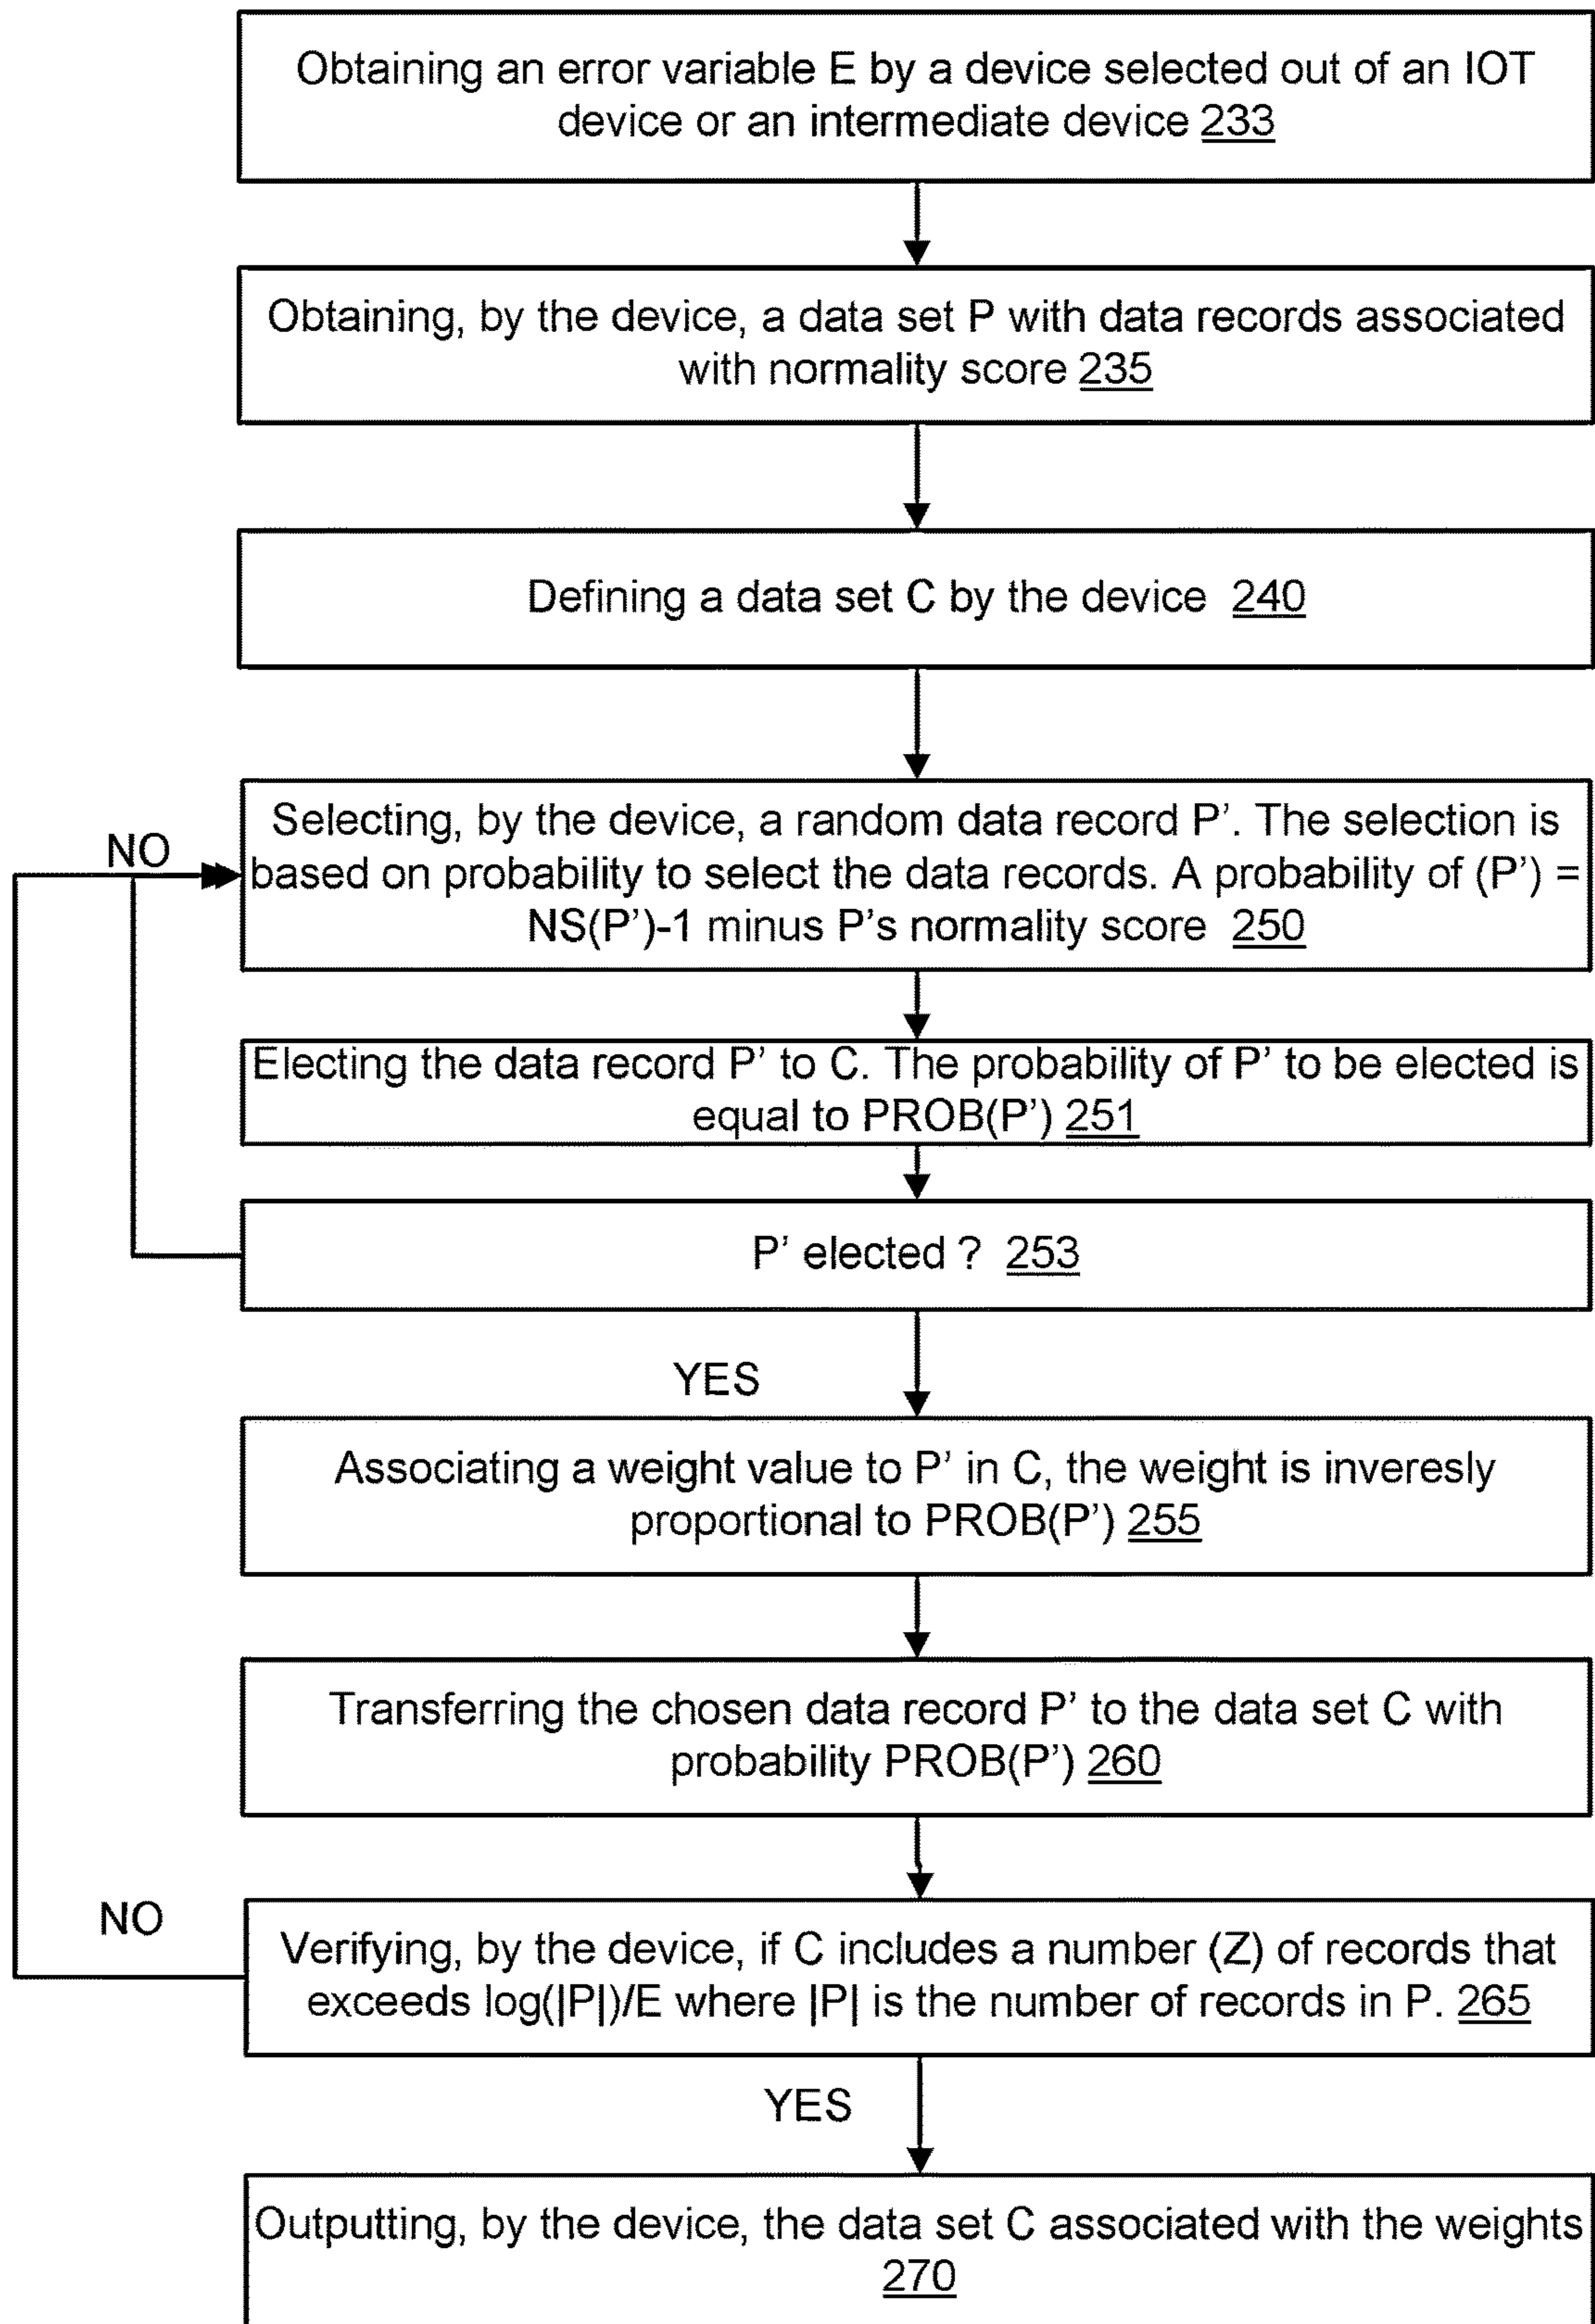 Obtaining an error variable E by a device selected out of an IOT
device or an intermediate device 233
Obtaining, by the device, a data set P with data records associated
with normality score 235
Defining a data set C by the device 240
NO
Selecting, by the device, a random data record P’. The selection is
based on probability to select the data records. A probability of (P’) =
NS(P’)-1 minus P’s normality score 250
Electing the data record P’ to C. The probability of P’ to be elected is
equal to PROB(P’) 251
P’ elected ? 253
YES
Associating a weight value to P’ in C, the weight is inveresly
proportional to PROB(P’) 255
Transferring the chosen data record P’ to the data set C with
probability PROB(P’) 260
NO
Verifying, by the device, if C includes a number (Z) of records that
exceeds log(|P|)/E where |P| is the number of records in P. 265
YES
Outputting, by the device, the data set C associated with the weights
270